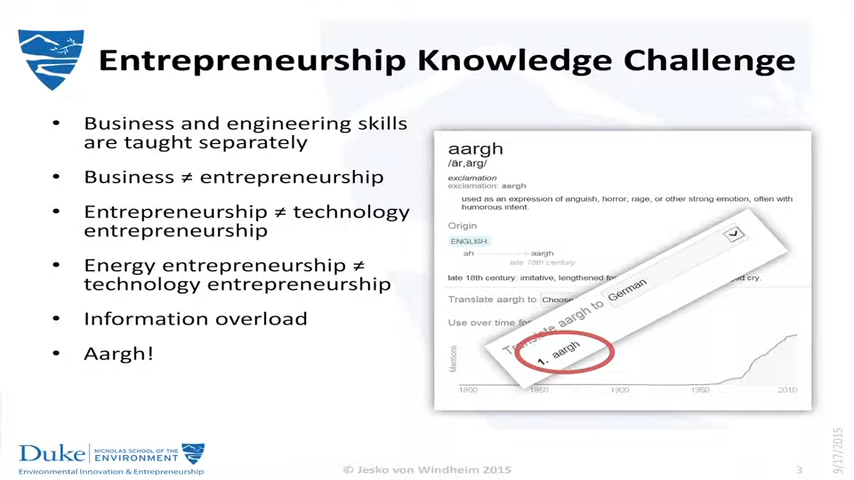 Entrepreneurship Knowledge Challenge
• Business and engineering skills
are taught separately
• Business ≠ entrepreneurship
• Entrepreneurship ≠ technology
entrepreneurship
• Energy entrepreneurship ≠
technology entrepreneurship
• Information overload
• Aargh!
aargh
/är,ärg/
exclamation
exclamation: aargh
used as an expression of anguish, horror, rage, or other strong emotion, often with
humorous intent.
Origin
ENGLISH
ah aargh
late 18th century
late 18th century: imitative, lengthened cry.
Translate aargh to Choose
Use over time for
Translate aargh to German
1. aargh
Mentions
1800 1850 1900 1950 2010
Duke NICHOLAS SCHOOL OF THE
ENVIRONMENT
Environmental Innovation & Entrepreneurship
© Jesko von Windheim 2015
3
9/17/2015